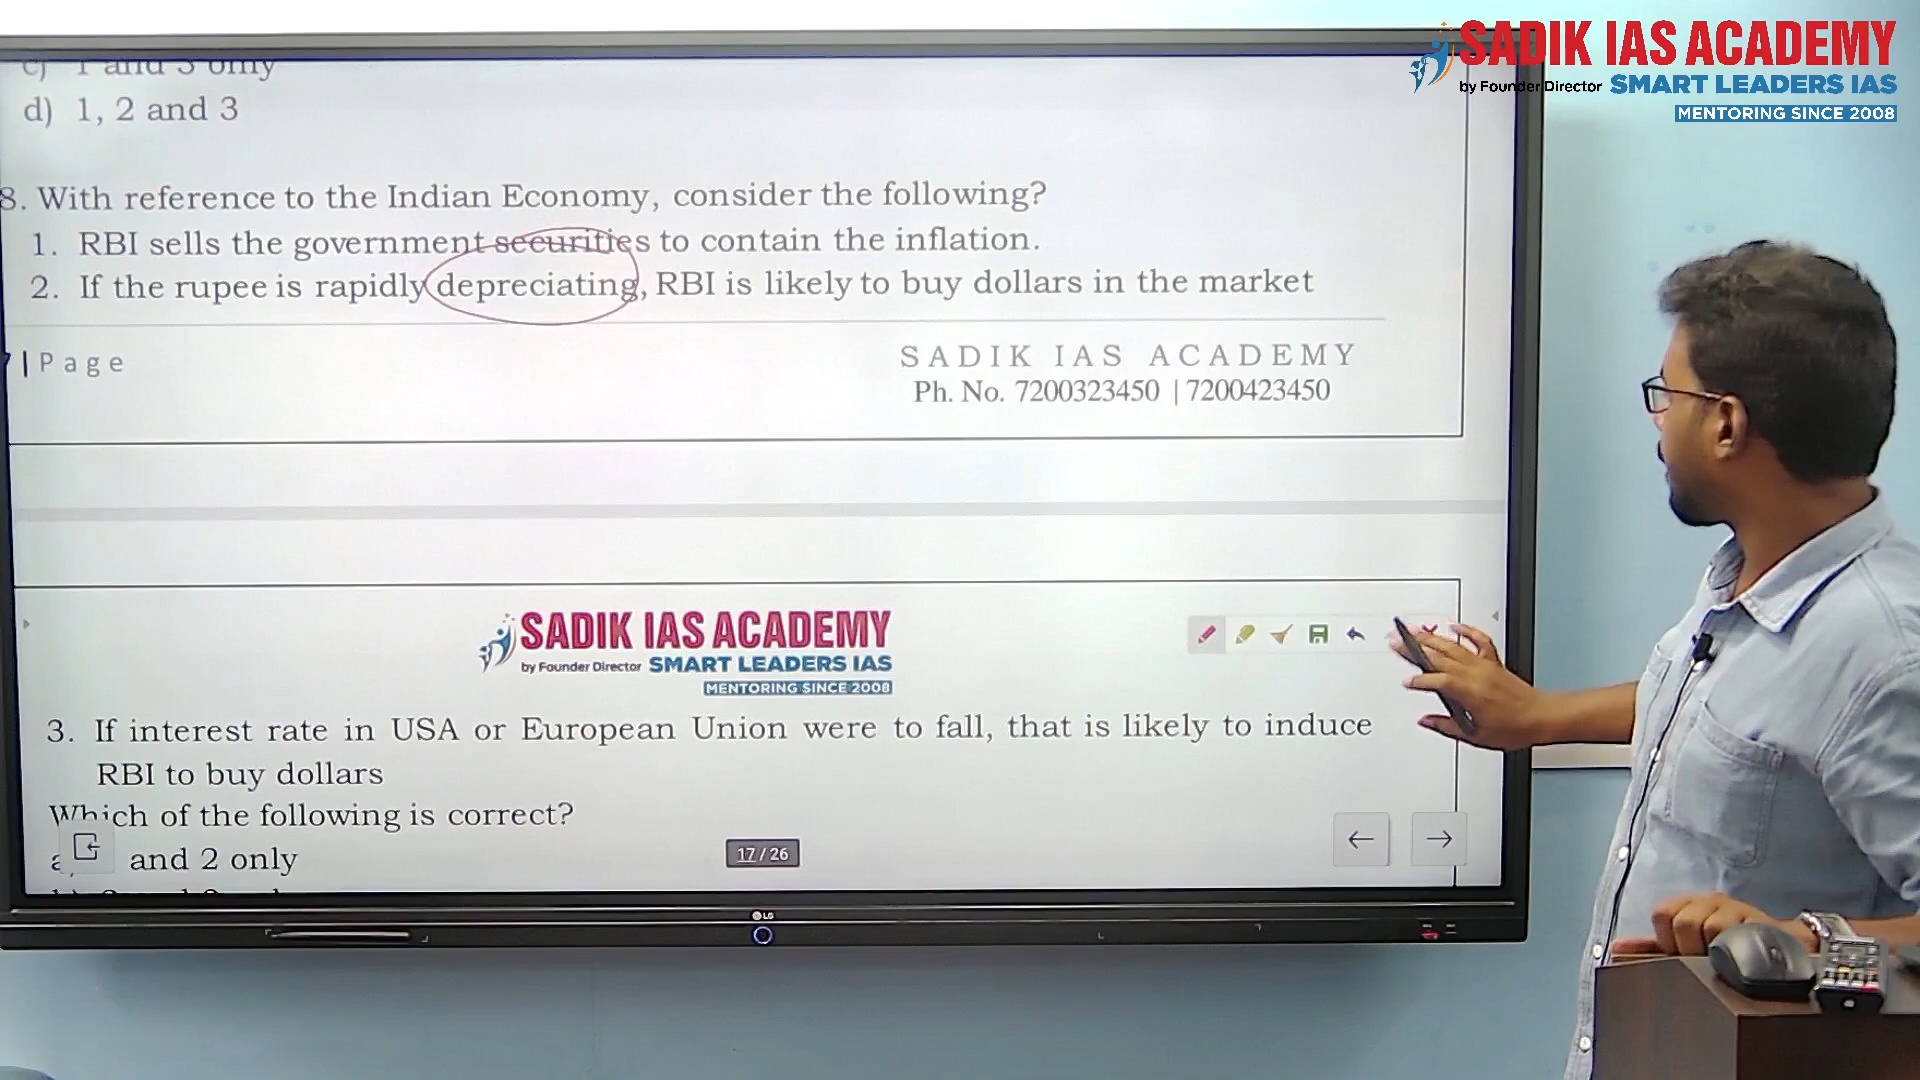 SADIK IAS ACADEMY
by Founder Director SMART LEADERS IAS
MENTORING SINCE 2008
c) 1 and 3 only
d) 1, 2 and 3
8. With reference to the Indian Economy, consider the following?
1. RBI sells the government securities to contain the inflation.
2. If the rupee is rapidly depreciating, RBI is likely to buy dollars in the market
| Page
SADIK IAS ACADEMY
Ph. No. 7200323450 | 7200423450
SADIK IAS ACADEMY
by Founder Director SMART LEADERS IAS
MENTORING SINCE 2008
3. If interest rate in USA or European Union were to fall, that is likely to induce
RBI to buy dollars
Which of the following is correct?
and 2 only
17 / 26
LG